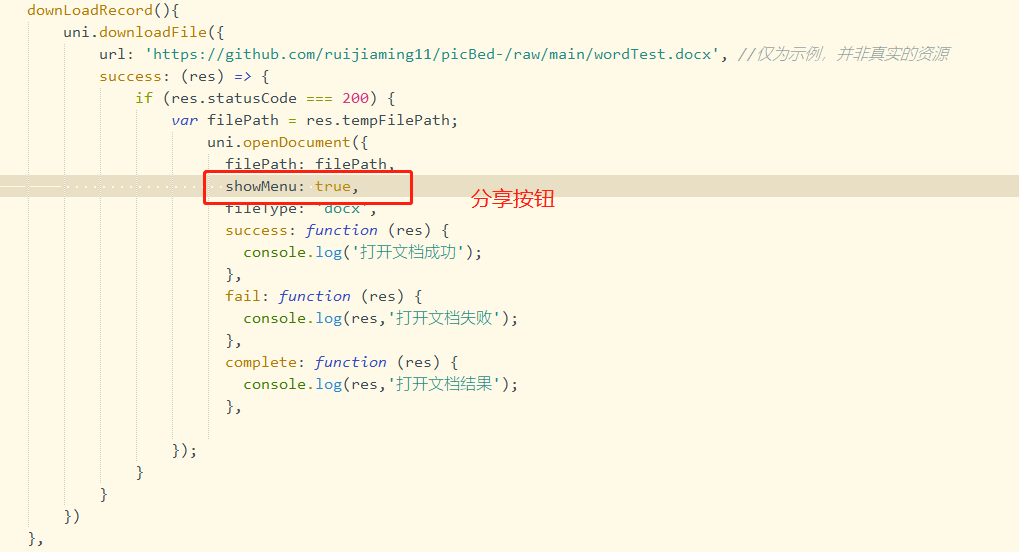 downLoadRecord(){
uni.downloadFile({
url: 'https://github.com/ruijiaming11/picBed-/raw/main/wordTest.docx', //仅为示例，并非真实的资源
success: (res) => {
if (res.statusCode === 200) {
var filePath = res.tempFilePath;
uni.openDocument({
filePath: filePath,
showMenu: true,
分享按钮
fileType: 'docx',
success: function (res) {
console.log('打开文档成功');
},
fail: function (res) {
console.log(res,'打开文档失败');
},
complete: function (res) {
console.log(res,'打开文档结果');
},
});
}
}
})
},